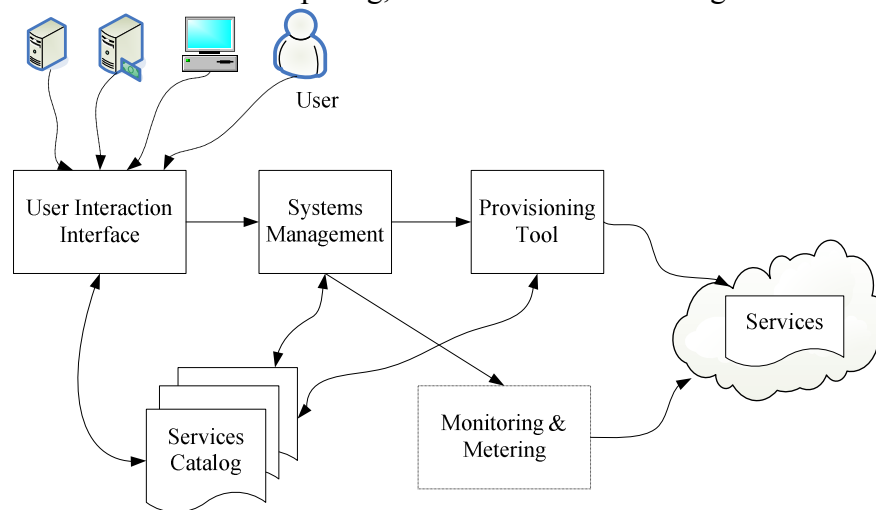 User
User Interaction
Interface
Systems
Management
Provisioning
Tool
Services
Services
Catalog
Monitoring &
Metering